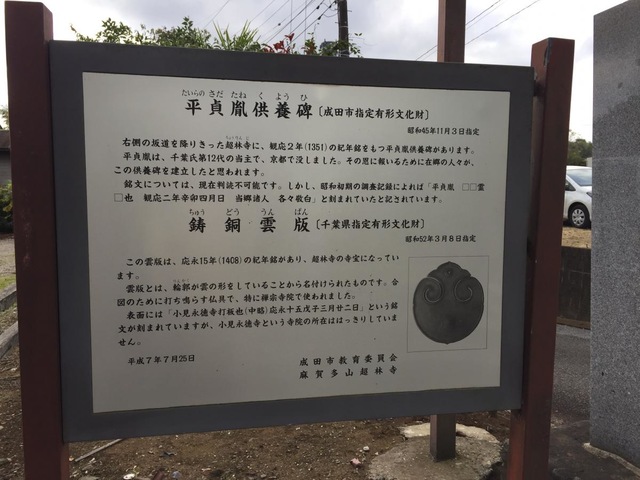 たいらの さだ たね く よう ひ
平貞胤供養碑〔成田市指定有形文化財〕
昭和45年11月3日指定
右側の坂道を降りきった超林寺に、観応2年(1351)の紀年銘をもつ平貞胤供養碑があります。
平貞胤は、千葉氏第12代の当主で、京都で没しました。その恩に報いるために在郷の人々が、
この供養碑を建立したと思われます。
銘文については、現在判読不可能です。しかし、昭和初期の調査記録によれば「平貞胤 □□霊
□也 観応二年辛卯四月日 当郷諸人 各々敬白」と刻まれていたと記されています。
ちゅう どう うん ばん
鋳銅雲版〔千葉県指定有形文化財〕
昭和52年3月8日指定
この雲版は、応永15年(1408)の紀年銘があり、超林寺の寺宝になってい
ます。
雲版とは、輪郭が雲の形をしていることから名付けられたものです。合
図のために打ち鳴らす仏具で、特に禅宗寺院で使われました。
表面には「小見永徳寺打板也(中略)応永十五戊子三月廿二日」という銘
文が刻まれていますが、小見永徳寺という寺院の所在ははっきりしていま
せん。
平成7年7月25日
成田市教育委員会
麻賀多山超林寺